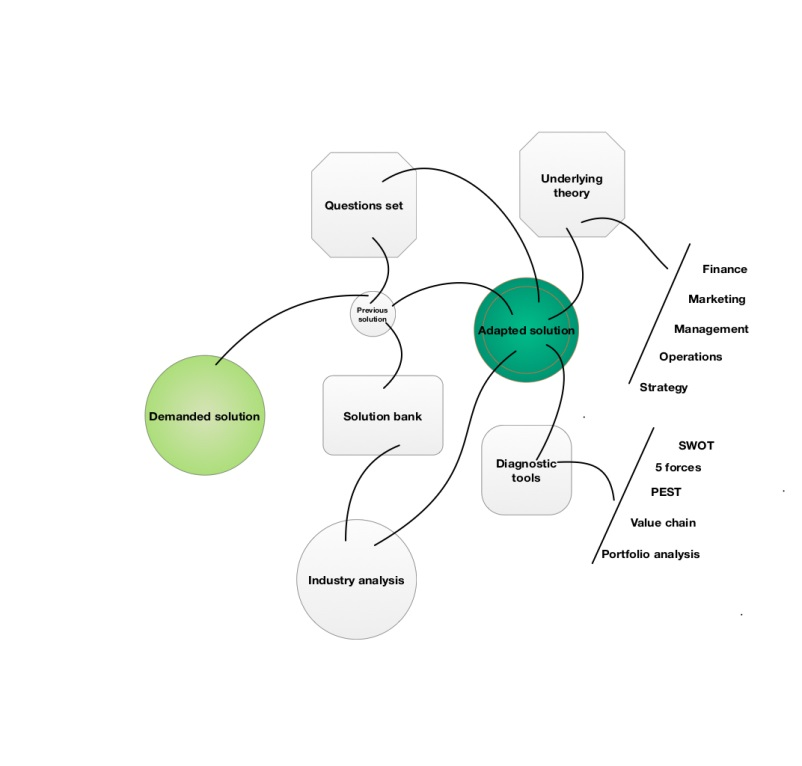 Underlying
theory
Questions set
Finance
Marketing
Previous
solution
Adapted solution
Management
Operations
Strategy
Demanded solution
Solution bank
SWOT
Diagnostic
tools
5 forces
PEST
Value chain
Portfolio analysis
Industry analysis